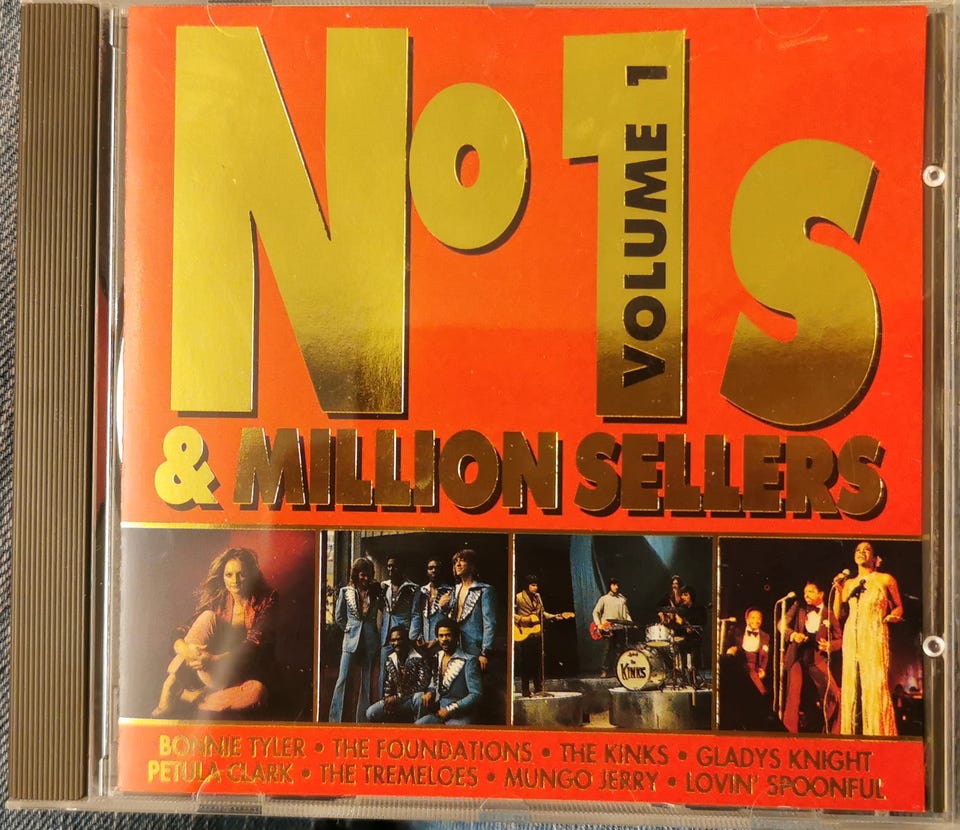 No 1s
VOLUME 1
& MILLION SELLERS
THE KINKS
BONNIE TYLER • THE FOUNDATIONS • THE KINKS • GLADYS KNIGHT
PETULA CLARK • THE TREMELOES • MUNGO JERRY • LOVIN' SPOONFUL